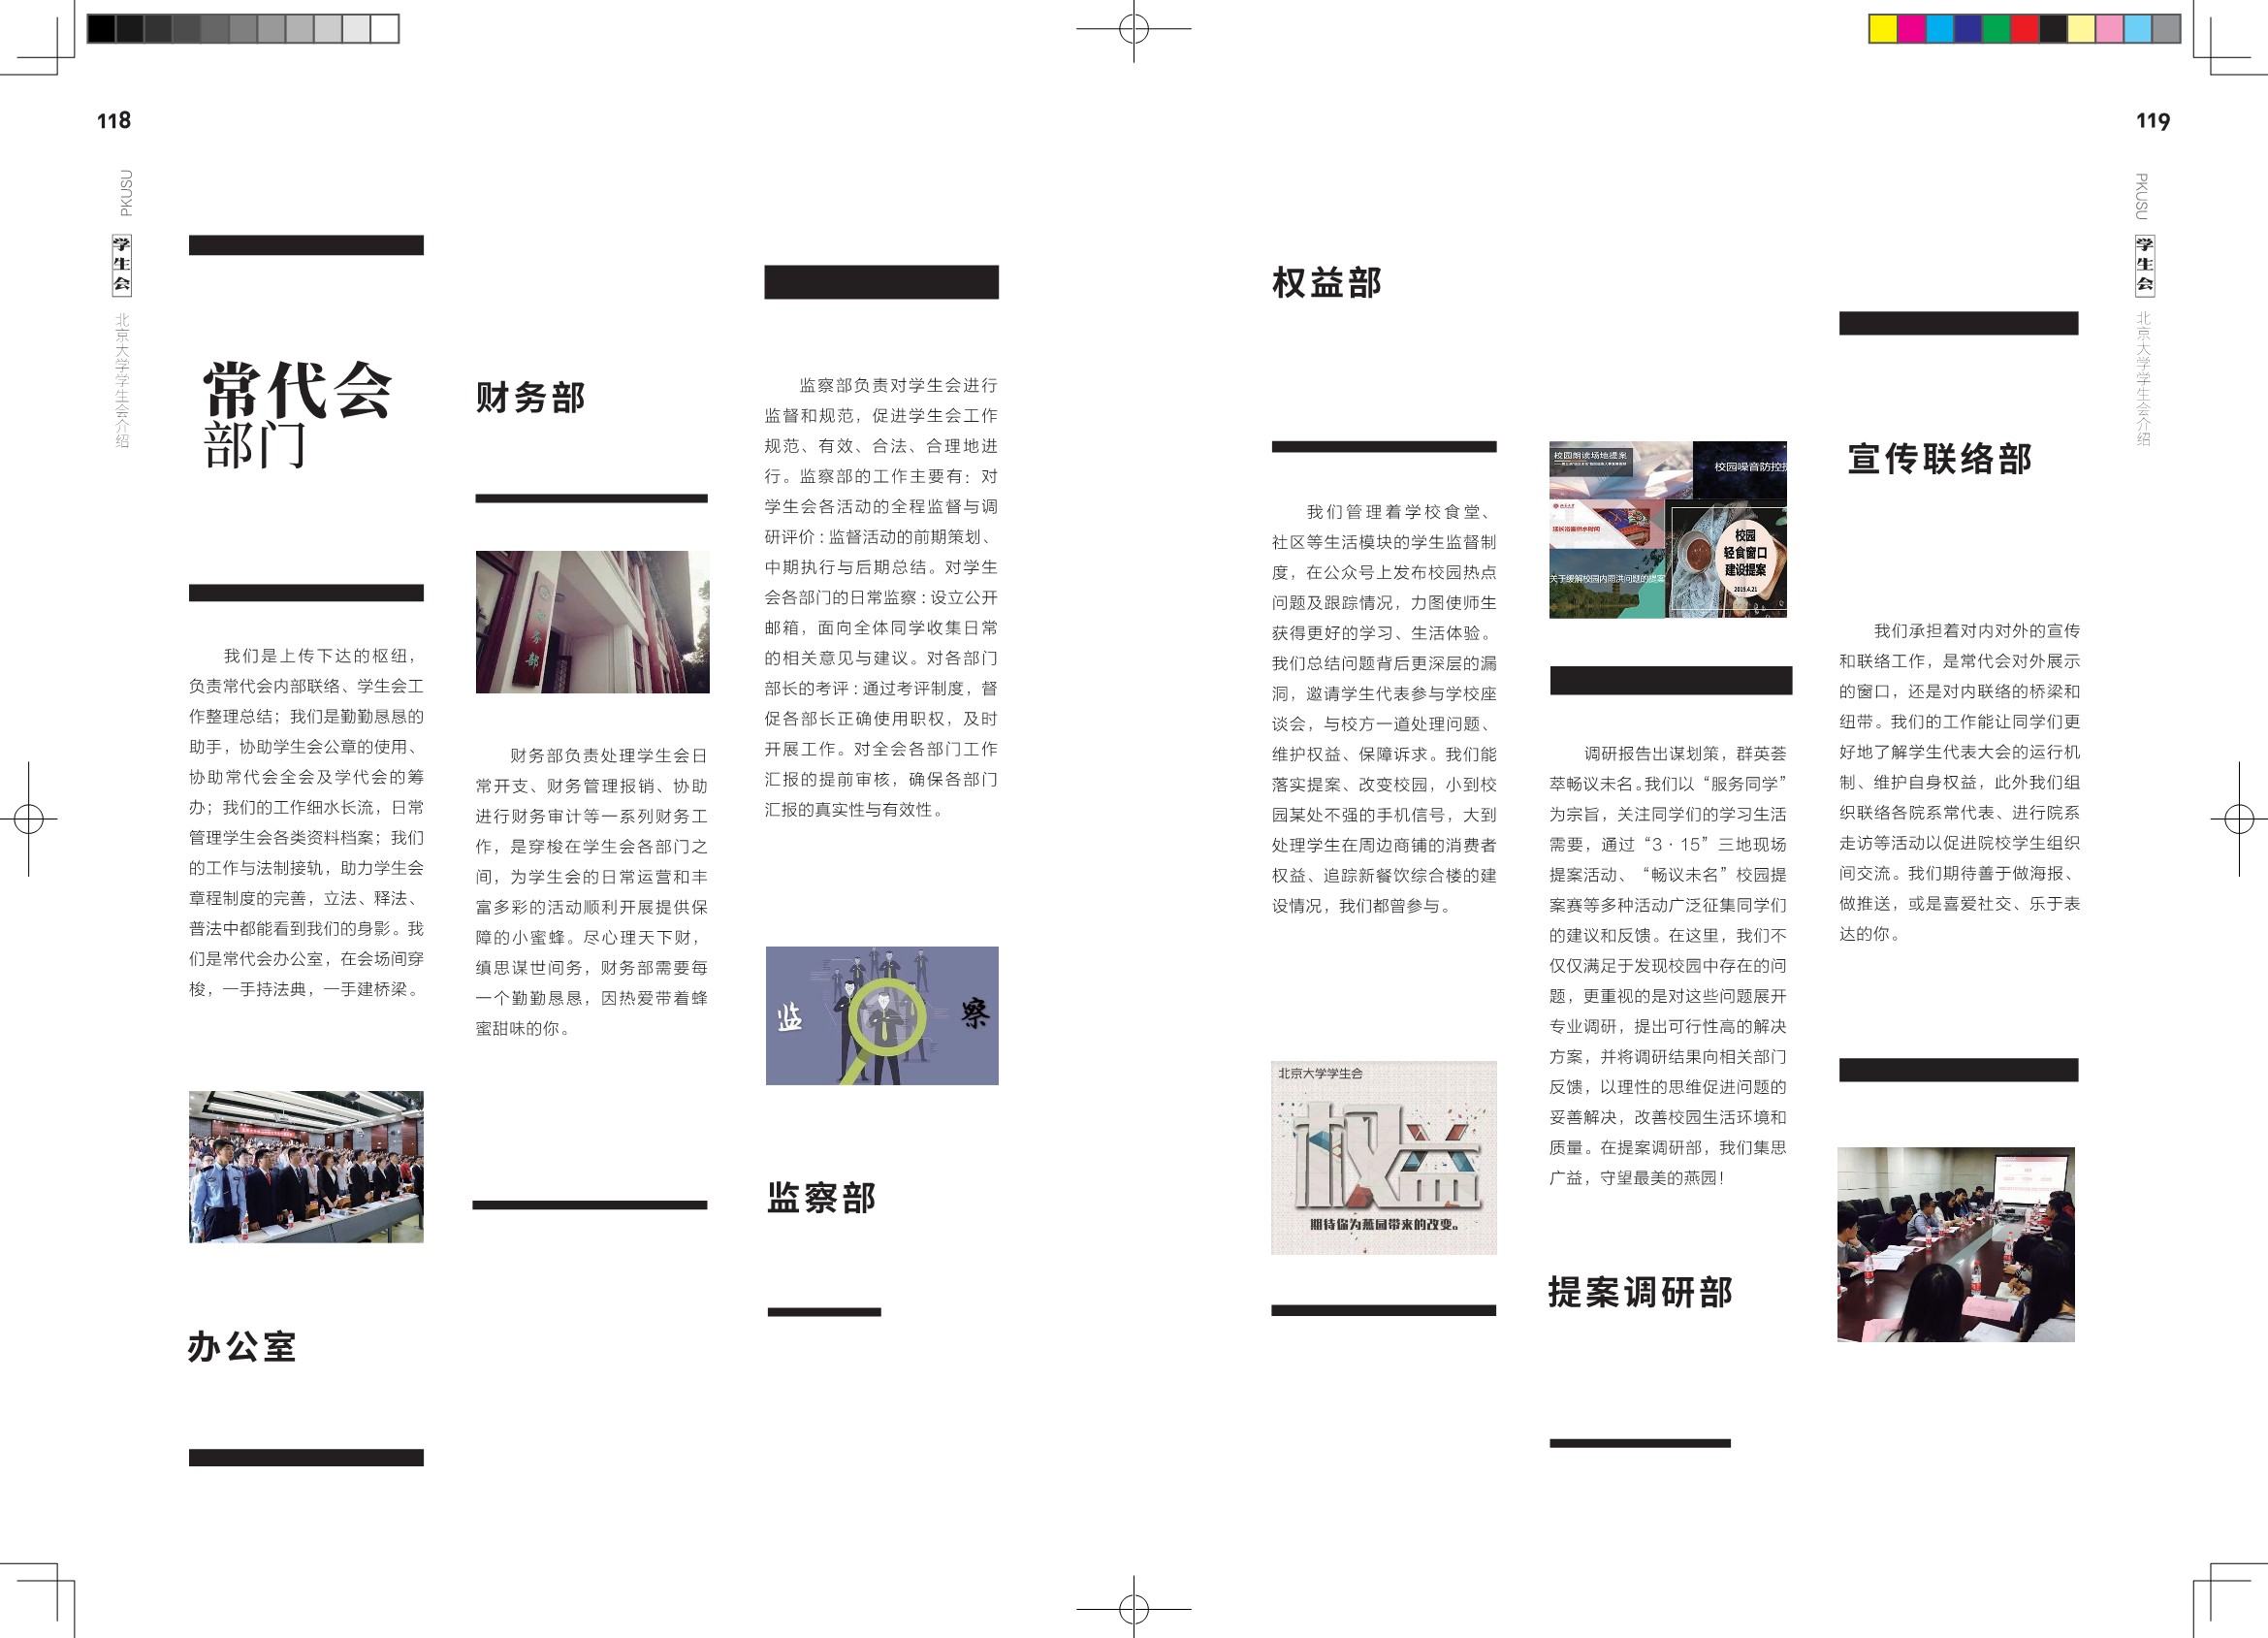 118
PKUSU
学生会
北京大学学生会介绍
常代会
部门
我们是上传下达的枢纽，
负责常代会内部联络、学生会工
作整理总结；我们是勤勤恳恳的
助手，协助学生会公章的使用、
协助常代会全会及学代会的筹
办；我们的工作细水长流，日常
管理学生会各类资料档案；我们
的工作与法制接轨，助力学生会
章程制度的完善，立法、释法、
普法中都能看到我们的身影。我
们是常代会办公室，在会场间穿
梭，一手持法典，一手建桥梁。
办公室
财务部
财务部
财务部负责处理学生会日
常开支、财务管理报销、协助
进行财务审计等一系列财务工
作，是穿梭在学生会各部门之
间，为学生会的日常运营和丰
富多彩的活动顺利开展提供保
障的小蜜蜂。尽心理天下财，
缜思谋世间务，财务部需要每
一个勤勤恳恳，因热爱带着蜂
蜜甜味的你。
监察部负责对学生会进行
监督和规范，促进学生会工作
规范、有效、合法、合理地进
行。监察部的工作主要有：对
学生会各活动的全程监督与调
研评价：监督活动的前期策划、
中期执行与后期总结。对学生
会各部门的日常监察：设立公开
邮箱，面向全体同学收集日常
的相关意见与建议。对各部门
部长的考评：通过考评制度，督
促各部长正确使用职权，及时
开展工作。对全会各部门工作
汇报的提前审核，确保各部门
汇报的真实性与有效性。
监 察
监察部
权益部
我们管理着学校食堂、
社区等生活模块的学生监督制
度，在公众号上发布校园热点
问题及跟踪情况，力图使师生
获得更好的学习、生活体验。
我们总结问题背后更深层的漏
洞，邀请学生代表参与学校座
谈会，与校方一道处理问题、
维护权益、保障诉求。我们能
落实提案、改变校园，小到校
园某处不强的手机信号，大到
处理学生在周边商铺的消费者
权益、追踪新餐饮综合楼的建
设情况，我们都曾参与。
北京大学学生会
权益
期待你为燕园带来的改变。
校园朗读场地提案
校园噪音防控
延长浴室供水时间
关于缓解校园内雨洪问题的提案
校园
轻食窗口
建设提案
2019.4.21
调研报告出谋划策，群英荟
萃畅议未名。我们以“服务同学”
为宗旨，关注同学们的学习生活
需要，通过“3·15”三地现场
提案活动、“畅议未名”校园提
案赛等多种活动广泛征集同学们
的建议和反馈。在这里，我们不
仅仅满足于发现校园中存在的问
题，更重视的是对这些问题展开
专业调研，提出可行性高的解决
方案，并将调研结果向相关部门
反馈，以理性的思维促进问题的
妥善解决，改善校园生活环境和
质量。在提案调研部，我们集思
广益，守望最美的燕园！
提案调研部
宣传联络部
我们承担着对内对外的宣传
和联络工作，是常代会对外展示
的窗口，还是对内联络的桥梁和
纽带。我们的工作能让同学们更
好地了解学生代表大会的运行机
制、维护自身权益，此外我们组
织联络各院系常代表、进行院系
走访等活动以促进院校学生组织
间交流。我们期待善于做海报、
做推送，或是喜爱社交、乐于表
达的你。
119
PKUSU
学生会
北京大学学生会介绍